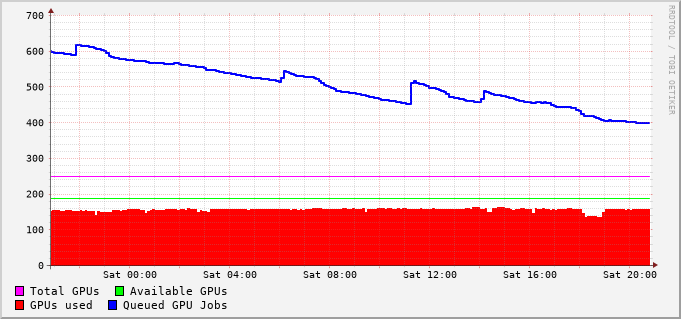 700
600
500
400
300
200
100
0
Sat 00:00 Sat 04:00 Sat 08:00 Sat 12:00 Sat 16:00 Sat 20:00
Total GPUs Available GPUs
GPUs used Queued GPU Jobs
RRDTOOL / TOBI OETIKER